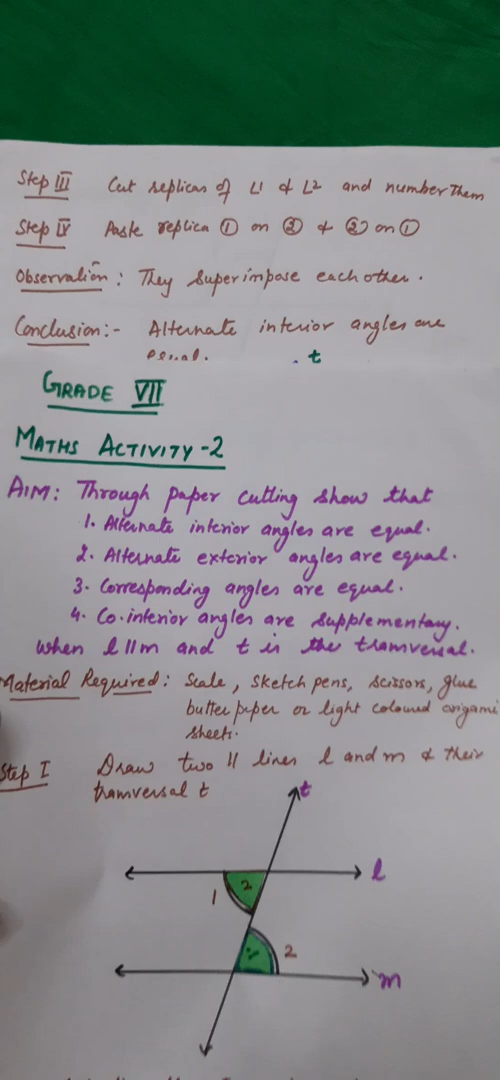 Step III Cut replicas of ∠1 & ∠2 and number them
Step IV Paste replica ① on ② & ② on ①
Observation : They superimpose each other.
Conclusion:- Alternate interior angles are
equal.
t
GRADE VII
MATHS ACTIVITY-2
AIM: Through paper cutting show that
1. Alternate interior angles are equal.
2. Alternate exterior angles are equal.
3. Corresponding angles are equal.
4. Co-interior angles are supplementary.
when l || m and t is the transversal.
Material Required: Scale, sketch pens, scissors, glue
butter paper or light coloured origami
sheets.
Step I Draw two || lines l and m & their
transversal t
t
l
1 2
1 2
m